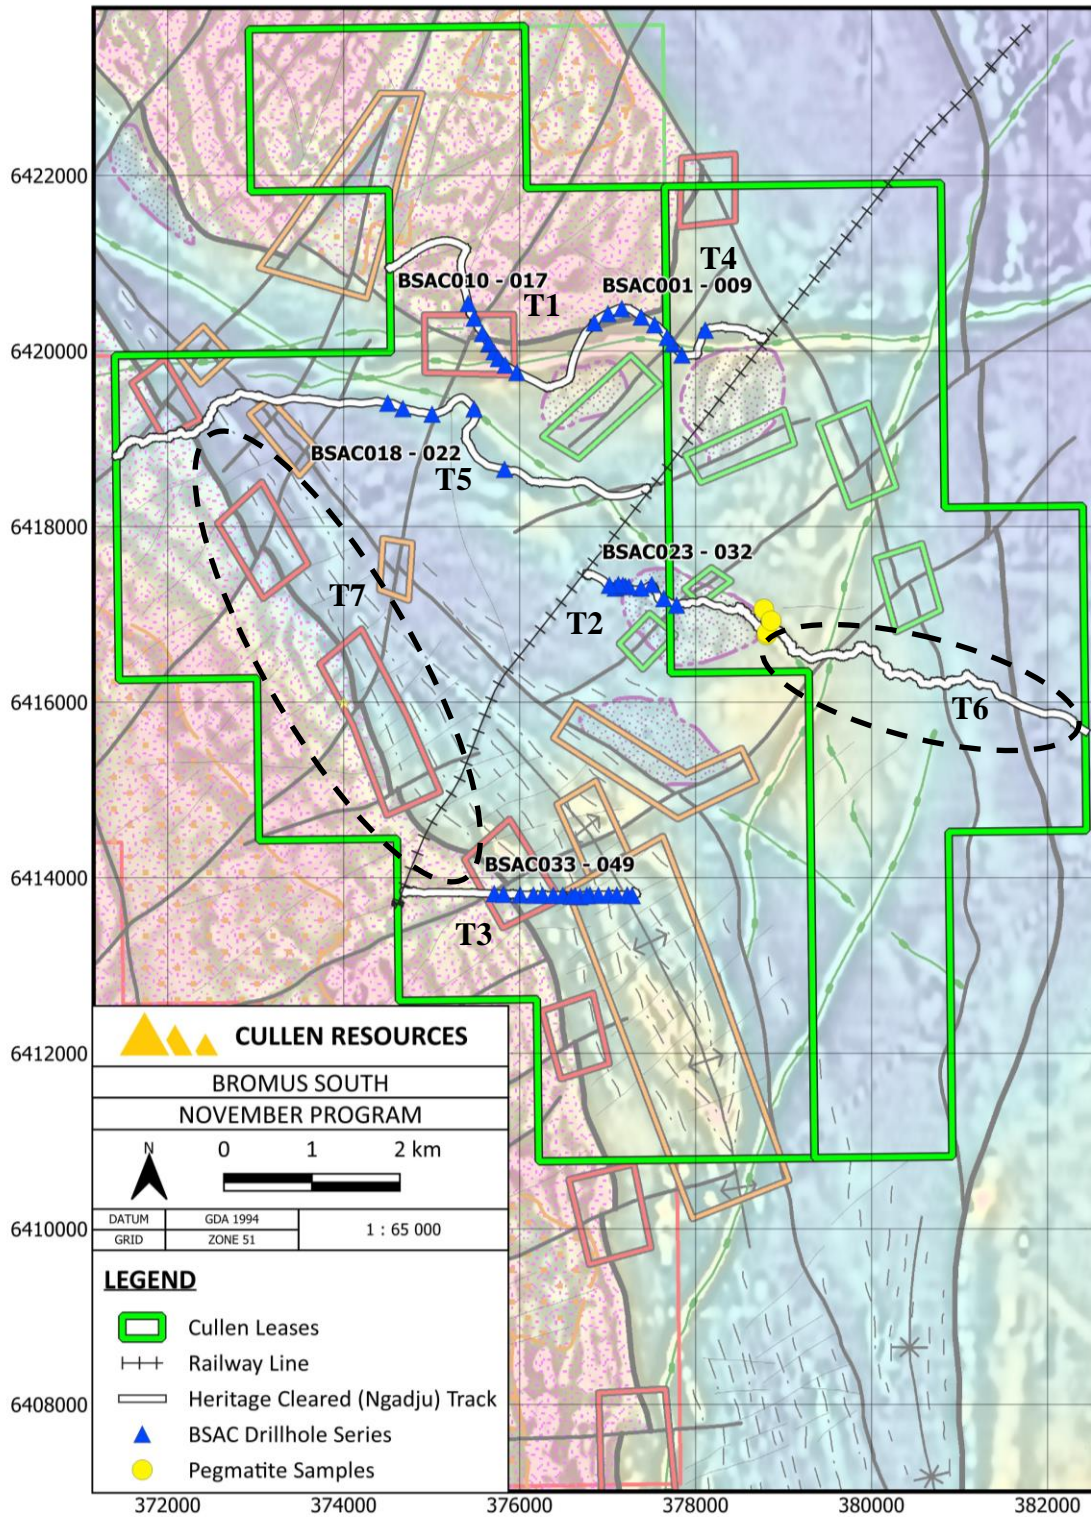 6422000
6420000
6418000
6416000
6414000
6412000
6410000
6408000
BSAC010 - 017
T1
BSAC001 - 009
T4
BSAC018 - 022
T5
BSAC023 - 032
T2
T7
T6
BSAC033 - 049
T3
CULLEN RESOURCES
BROMUS SOUTH
NOVEMBER PROGRAM
N
0 1 2 km
DATUM GDA 1994
GRID ZONE 51
1 : 65 000
LEGEND
Cullen Leases
Railway Line
Heritage Cleared (Ngadju) Track
BSAC Drillhole Series
Pegmatite Samples
372000 374000 376000 378000 380000 382000